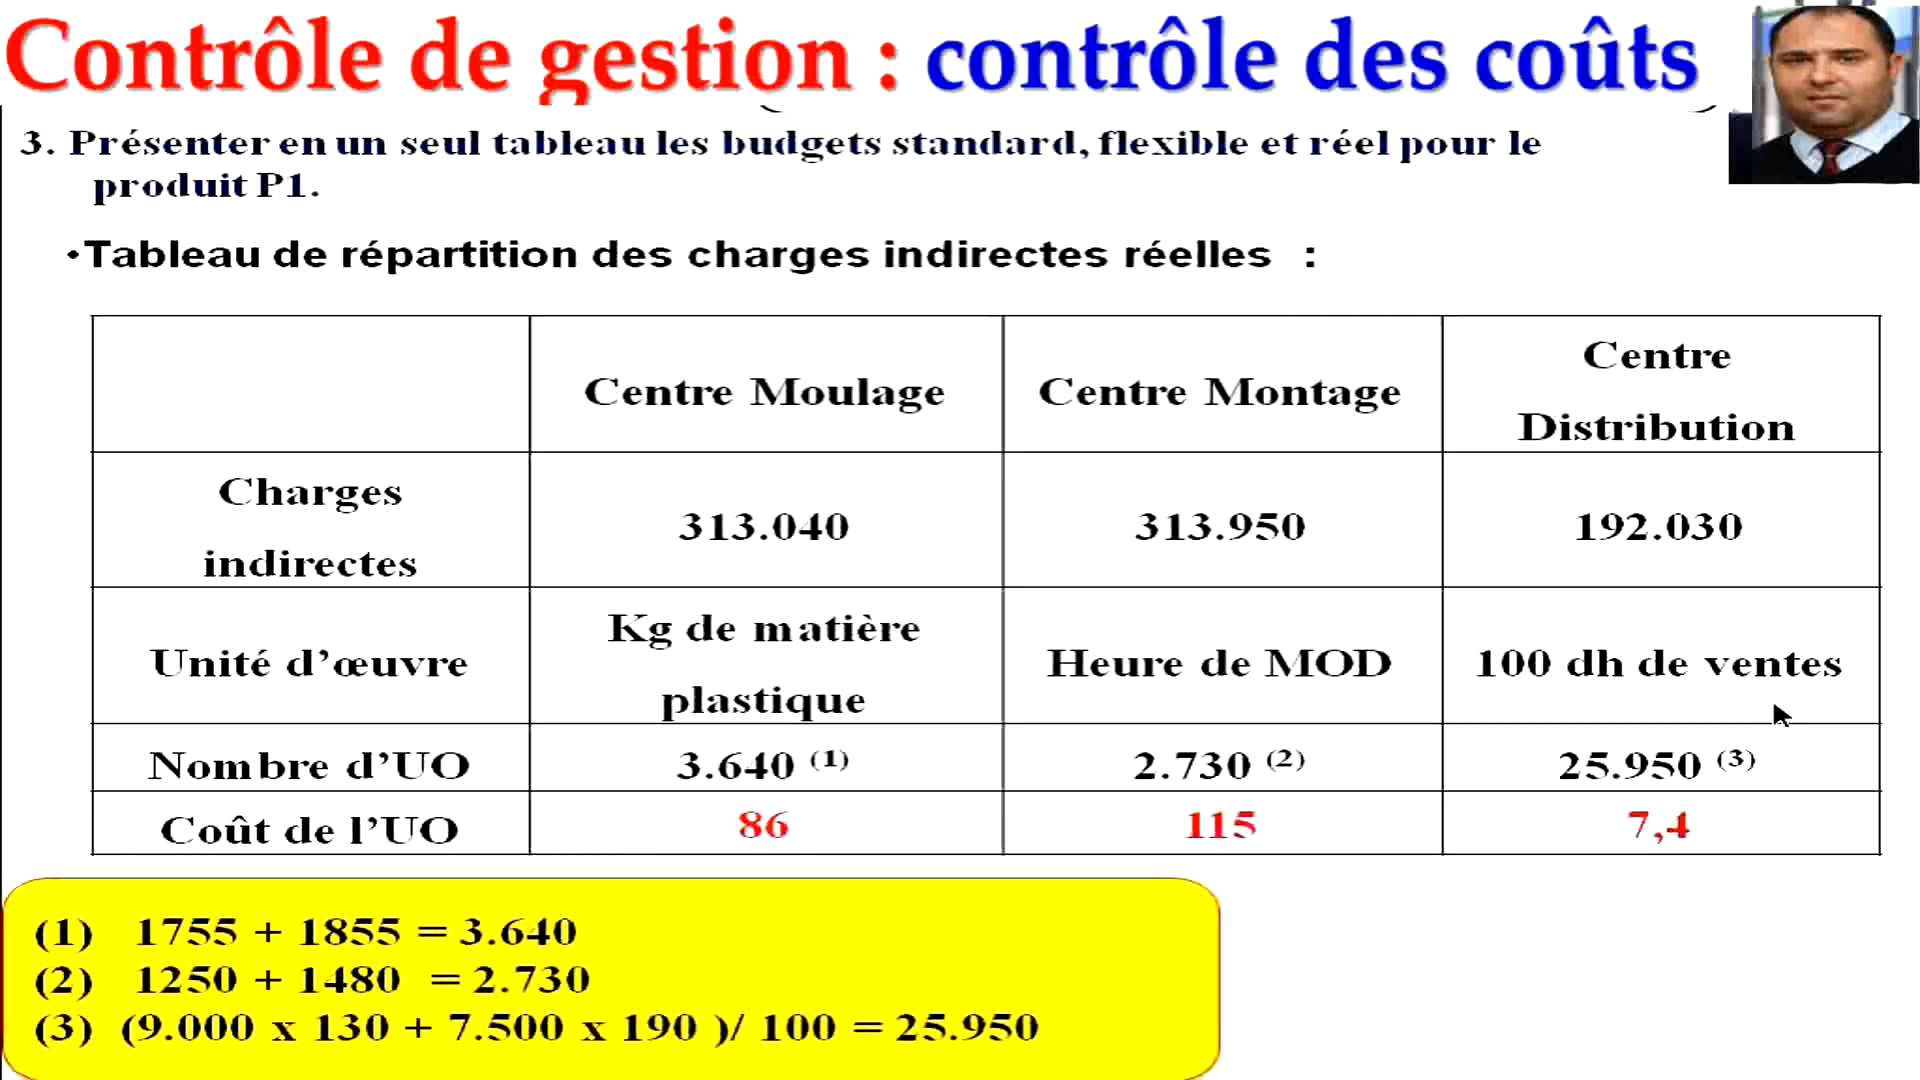 Contrôle de gestion : contrôle des coûts
3. Présenter en un seul tableau les budgets standard, flexible et réel pour le
produit P1.
•Tableau de répartition des charges indirectes réelles :
Centre Moulage
Centre Montage
Centre
Distribution
Charges
indirectes
313.040
313.950
192.030
Unité d’œuvre
Kg de matière
plastique
Heure de MOD
100 dh de ventes
Nombre d’UO
3.640 (1)
2.730 (2)
25.950 (3)
Coût de l’UO
86
115
7,4
(1) 1755 + 1855 = 3.640
(2) 1250 + 1480 = 2.730
(3) (9.000 x 130 + 7.500 x 190 )/ 100 = 25.950